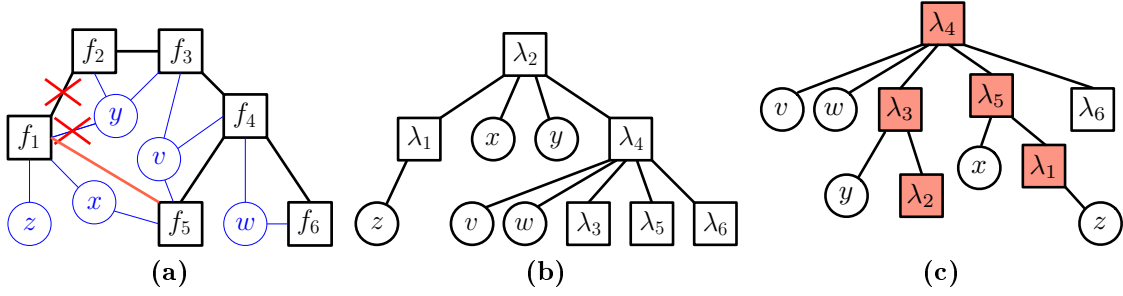 f₂ f₃
y f₄
f₁ v
z x f₅ w f₆
(a)
λ₂
λ₁ x y λ₄
z v w λ₃ λ₅ λ₆
(b)
λ₄
v w λ₃ λ₅ λ₆
y λ₂ x λ₁
z
(c)